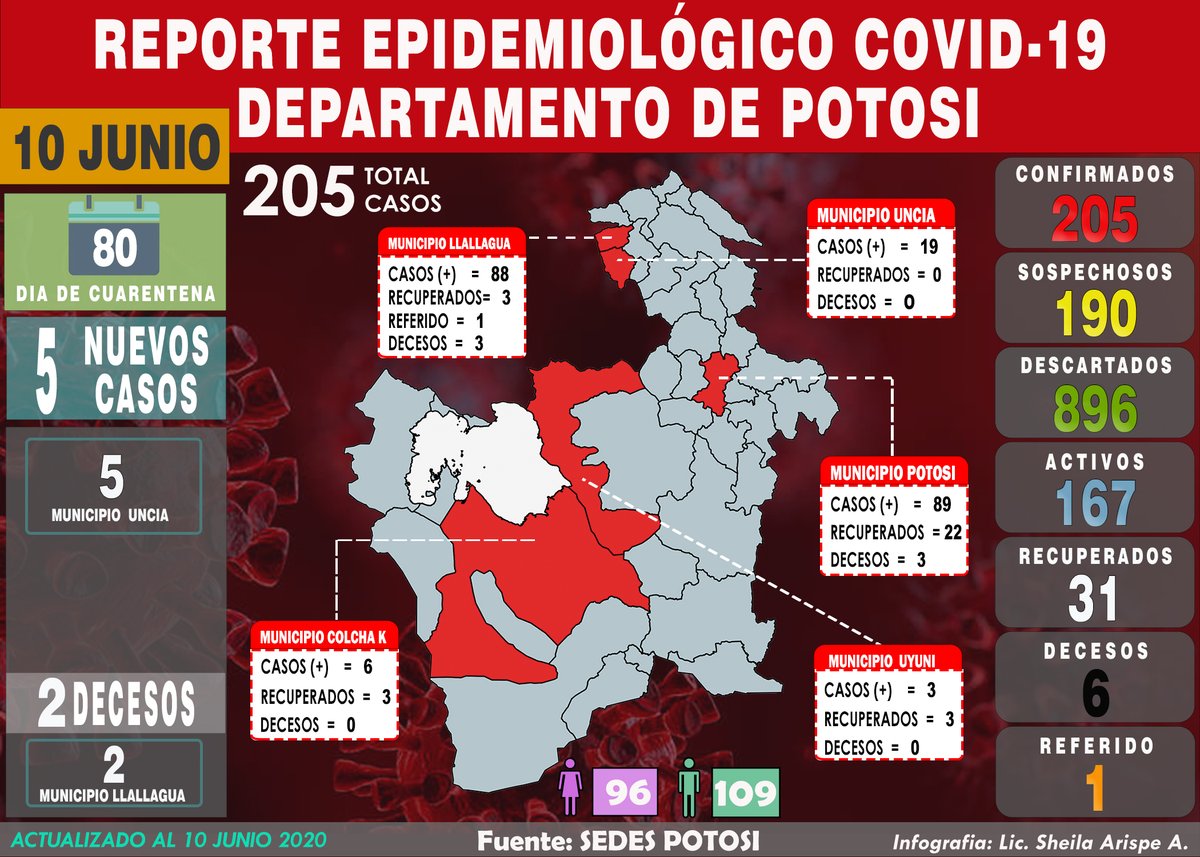 REPORTE EPIDEMIOLÓGICO COVID-19
DEPARTAMENTO DE POTOSI
10 JUNIO
80
DIA DE CUARENTENA
5 NUEVOS
CASOS
5
MUNICIPIO UNCIA
2 DECESOS
2
MUNICIPIO LLALLAGUA
205 TOTAL
CASOS
MUNICIPIO LLALLAGUA
CASOS (+) = 88
RECUPERADOS= 3
REFERIDO = 1
DECESOS = 3
MUNICIPIO UNCIA
CASOS (+) = 19
RECUPERADOS = 0
DECESOS = 0
MUNICIPIO POTOSI
CASOS (+) = 89
RECUPERADOS = 22
DECESOS = 3
MUNICIPIO COLCHA K
CASOS (+) = 6
RECUPERADOS = 3
DECESOS = 0
MUNICIPIO UYUNI
CASOS (+) = 3
RECUPERADOS = 3
DECESOS = 0
96
109
CONFIRMADOS
205
SOSPECHOSOS
190
DESCARTADOS
896
ACTIVOS
167
RECUPERADOS
31
DECESOS
6
REFERIDO
1
ACTUALIZADO AL 10 JUNIO 2020
Fuente: SEDES POTOSI
Infografia: Lic. Sheila Arispe A.